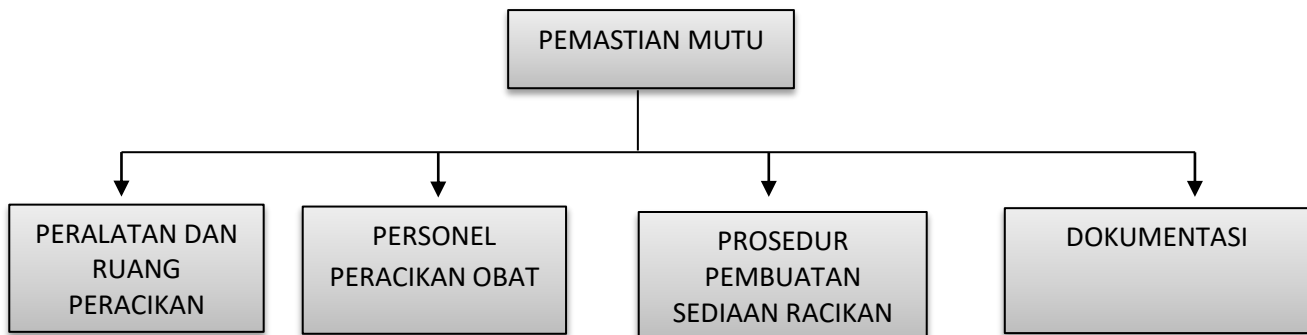 PEMASTIAN MUTU
PERALATAN DAN
RUANG
PERACIKAN
PERSONEL
PERACIKAN OBAT
PROSEDUR
PEMBUATAN
SEDIAAN RACIKAN
DOKUMENTASI